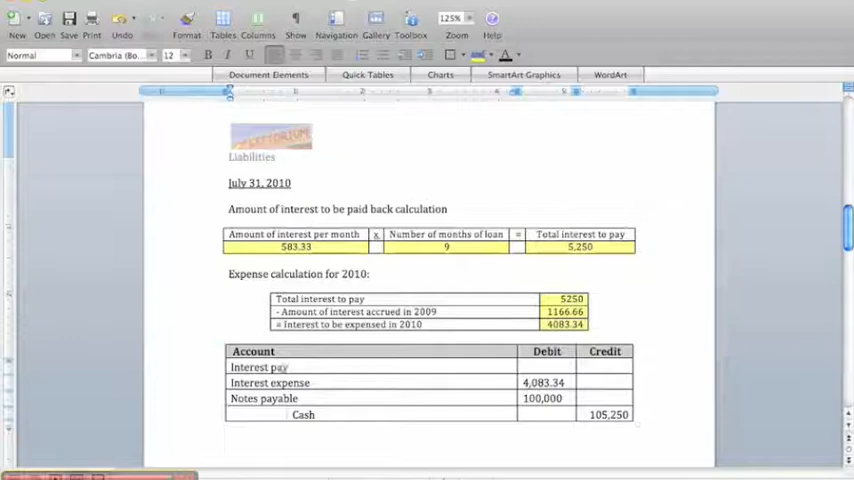 125%
New Open Save Print Undo Format Tables Columns Show Navigation Gallery Toolbox Zoom Help
Normal Cambria (Bo... 12 B I U A
Document Elements Quick Tables Charts SmartArt Graphics WordArt
Liabilities
July 31, 2010
Amount of interest to be paid back calculation
Amount of interest per month x Number of months of loan = Total interest to pay
583.33 9 5,250
Expense calculation for 2010:
Total interest to pay 5250
- Amount of interest accrued in 2009 1166.66
= Interest to be expensed in 2010 4083.34
Account Debit Credit
Interest pay
Interest expense 4,083.34
Notes payable 100,000
Cash 105,250